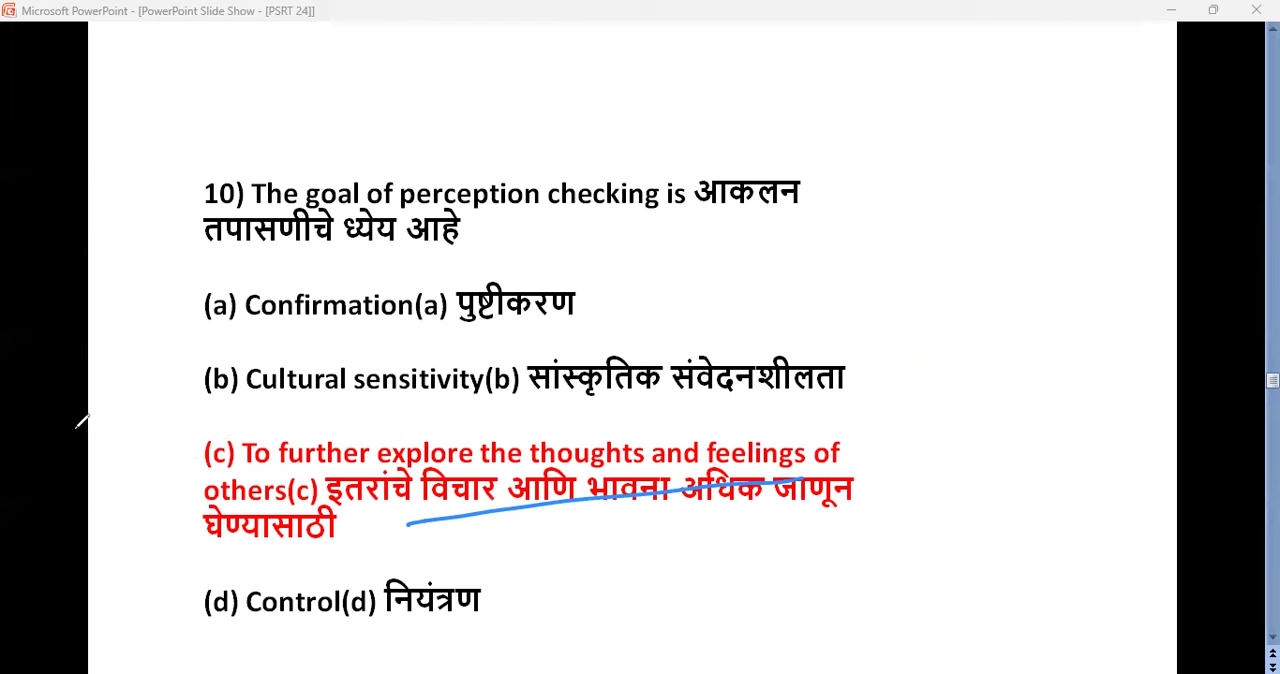 Microsoft PowerPoint - [PowerPoint Slide Show - [PSRT 24]]
10) The goal of perception checking is आकलन
तपासणीचे ध्येय आहे
(a) Confirmation(a) पुष्टीकरण
(b) Cultural sensitivity(b) सांस्कृतिक संवेदनशीलता
(c) To further explore the thoughts and feelings of
others(c) इतरांचे विचार आणि भावना अधिक जाणून
घेण्यासाठी
(d) Control(d) नियंत्रण